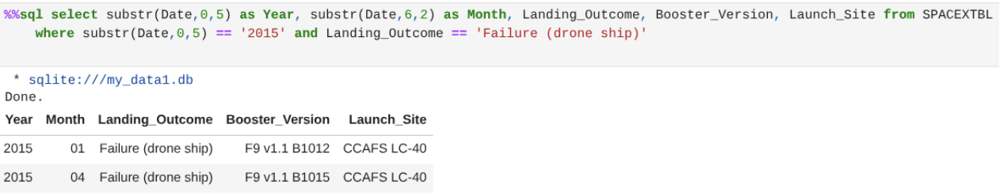 %%sql select substr(Date,0,5) as Year, substr(Date,6,2) as Month, Landing_Outcome, Booster_Version, Launch_Site from SPACEXTBL
where substr(Date,0,5) == '2015' and Landing_Outcome == 'Failure (drone ship)'
* sqlite:///my_data1.db
Done.
Year Month Landing_Outcome Booster_Version Launch_Site
2015 01 Failure (drone ship) F9 v1.1 B1012 CCAFS LC-40
2015 04 Failure (drone ship) F9 v1.1 B1015 CCAFS LC-40